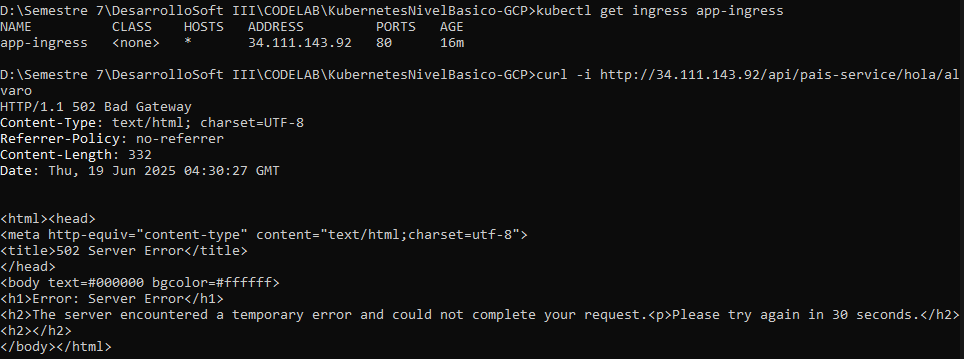 D:\Semestre 7\DesarrolloSoft III\CODELAB\KubernetesNivelBasico-GCP>kubectl get ingress app-ingress
NAME          CLASS    HOSTS   ADDRESS         PORTS   AGE
app-ingress   <none>   *       34.111.143.92   80      16m
D:\Semestre 7\DesarrolloSoft III\CODELAB\KubernetesNivelBasico-GCP>curl -i http://34.111.143.92/api/pais-service/hola/al
varo
HTTP/1.1 502 Bad Gateway
Content-Type: text/html; charset=UTF-8
Referrer-Policy: no-referrer
Content-Length: 332
Date: Thu, 19 Jun 2025 04:30:27 GMT
<html><head>
<meta http-equiv="content-type" content="text/html;charset=utf-8">
<title>502 Server Error</title>
</head>
<body text=#000000 bgcolor=#ffffff>
<h1>Error: Server Error</h1>
<h2>The server encountered a temporary error and could not complete your request.<p>Please try again in 30 seconds.</h2>
<h2></h2>
</body></html>